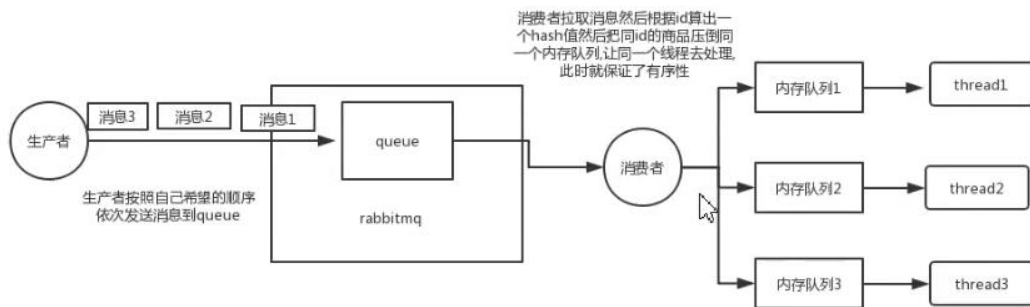 消费者拉取消息然后根据id算出一
个hash值然后把同id的商品压倒同
一个内存队列,让同一个线程去处理,
此时就保证了有序性
内存队列1
thread1
消息3
消息2
消息1
生产者
queue
消费者
内存队列2
thread2
生产者按照自己希望的顺序
依次发送消息到queue
rabbitmq
内存队列3
thread3